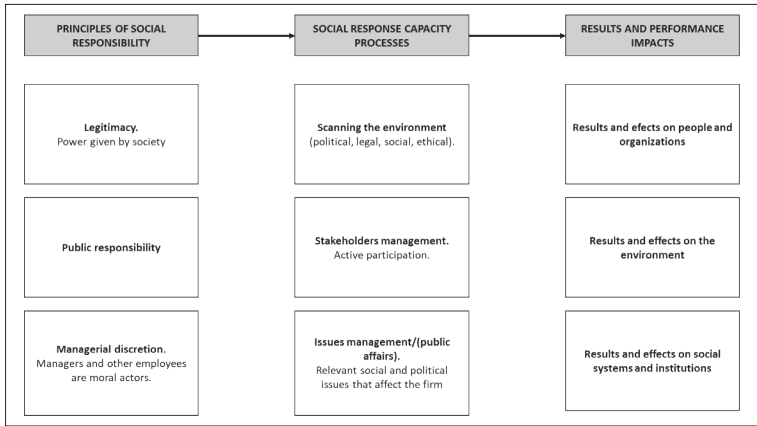 PRINCIPLES OF SOCIAL
RESPONSIBILITY
SOCIAL RESPONSE CAPACITY
PROCESSES
RESULTS AND PERFORMANCE
IMPACTS
Legitimacy.
Power given by society
Scanning the environment
(political, legal, social, ethical).
Results and efects on people and
organizations
Public responsibility
Stakeholders management.
Active participation.
Results and effects on the
environment
Managerial discretion.
Managers and other employees
are moral actors.
Issues management/(public
affairs).
Relevant social and political
issues that affect the firm
Results and effects on social
systems and institutions